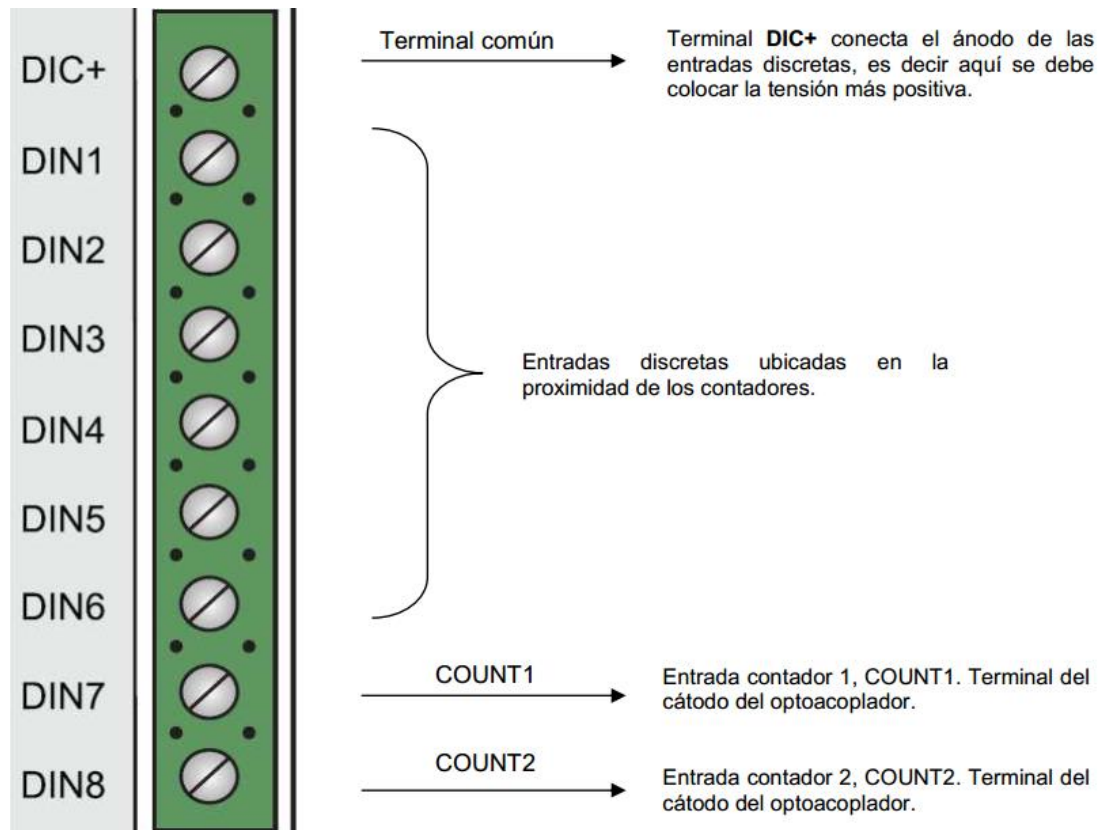 DIC+
Terminal común
Terminal DIC+ conecta el ánodo de las
entradas discretas, es decir aquí se debe
colocar la tensión más positiva.
DIN1
DIN2
DIN3
Entradas discretas ubicadas en la
proximidad de los contadores.
DIN4
DIN5
DIN6
DIN7
COUNT1
Entrada contador 1, COUNT1. Terminal del
cátodo del optoacoplador.
DIN8
COUNT2
Entrada contador 2, COUNT2. Terminal del
cátodo del optoacoplador.